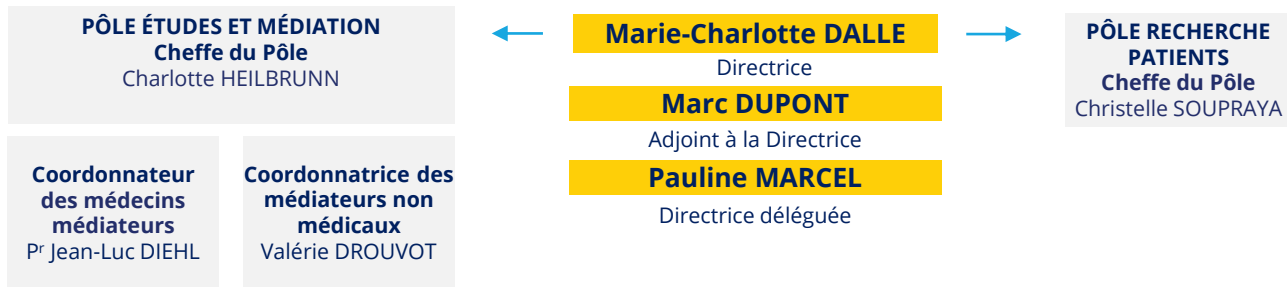 PÔLE ÉTUDES ET MÉDIATION
Cheffe du Pôle
Charlotte HEILBRUNN
Coordonnateur
des médecins
médiateurs
Pr Jean-Luc DIEHL
Coordonnatrice des
médiateurs non
médicaux
Valérie DROUVOT
Marie-Charlotte DALLE
Directrice
Marc DUPONT
Adjoint à la Directrice
Pauline MARCEL
Directrice déléguée
PÔLE RECHERCHE
PATIENTS
Cheffe du Pôle
Christelle SOUPRAYA